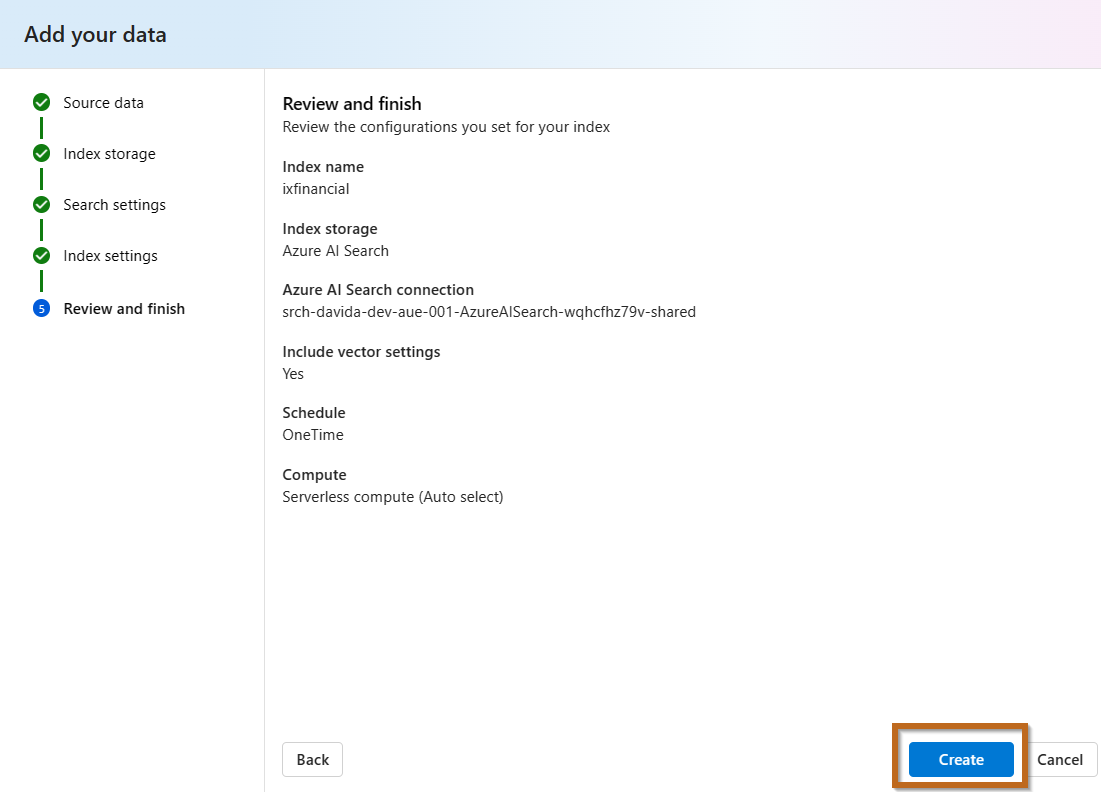 Add your data
Source data
Index storage
Search settings
Index settings
5
Review and finish
Review and finish
Review the configurations you set for your index
Index name
ixfinancial
Index storage
Azure AI Search
Azure AI Search connection
srch-davida-dev-aue-001-AzureAISearch-wqhcfhz79v-shared
Include vector settings
Yes
Schedule
OneTime
Compute
Serverless compute (Auto select)
Back
Create
Cancel